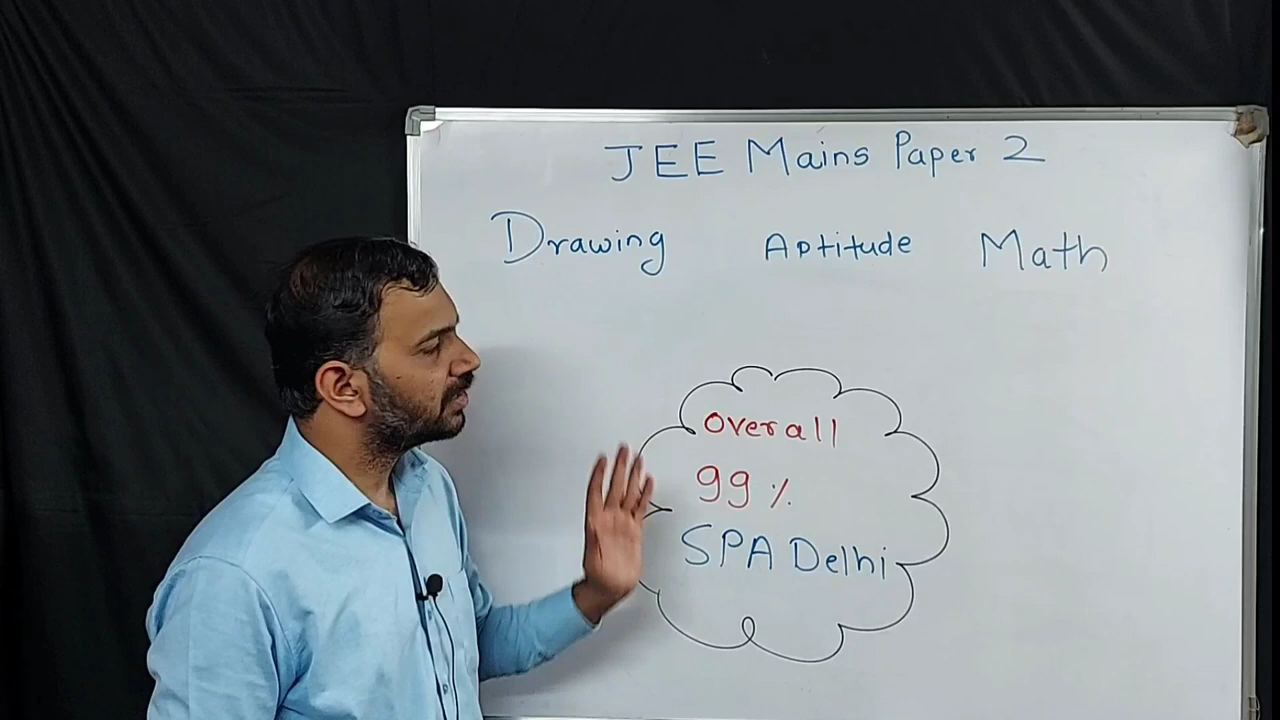 JEE Mains Paper 2
Drawing Aptitude Math
Overall
99 %
SPA Delhi